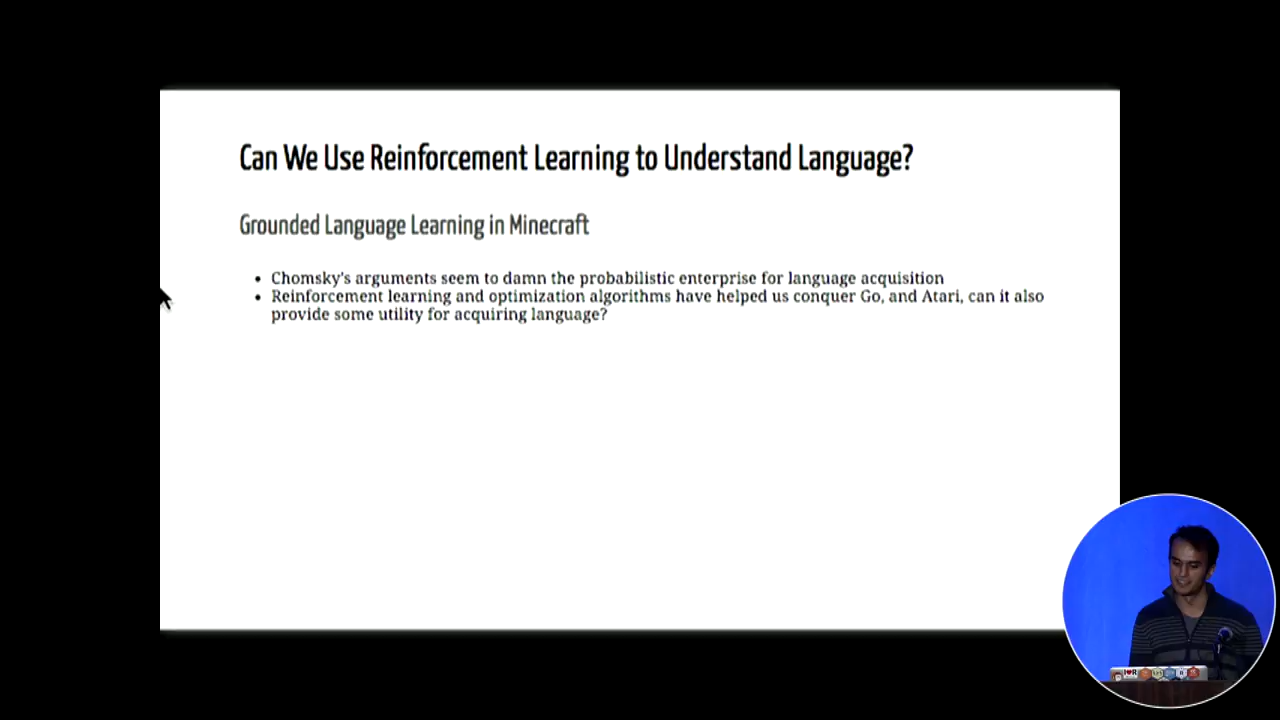 Can We Use Reinforcement Learning to Understand Language?
Grounded Language Learning in Minecraft
• Chomsky's arguments seem to damn the probabilistic enterprise for language acquisition
• Reinforcement learning and optimization algorithms have helped us conquer Go, and Atari, can it also
provide some utility for acquiring language?
I♥R